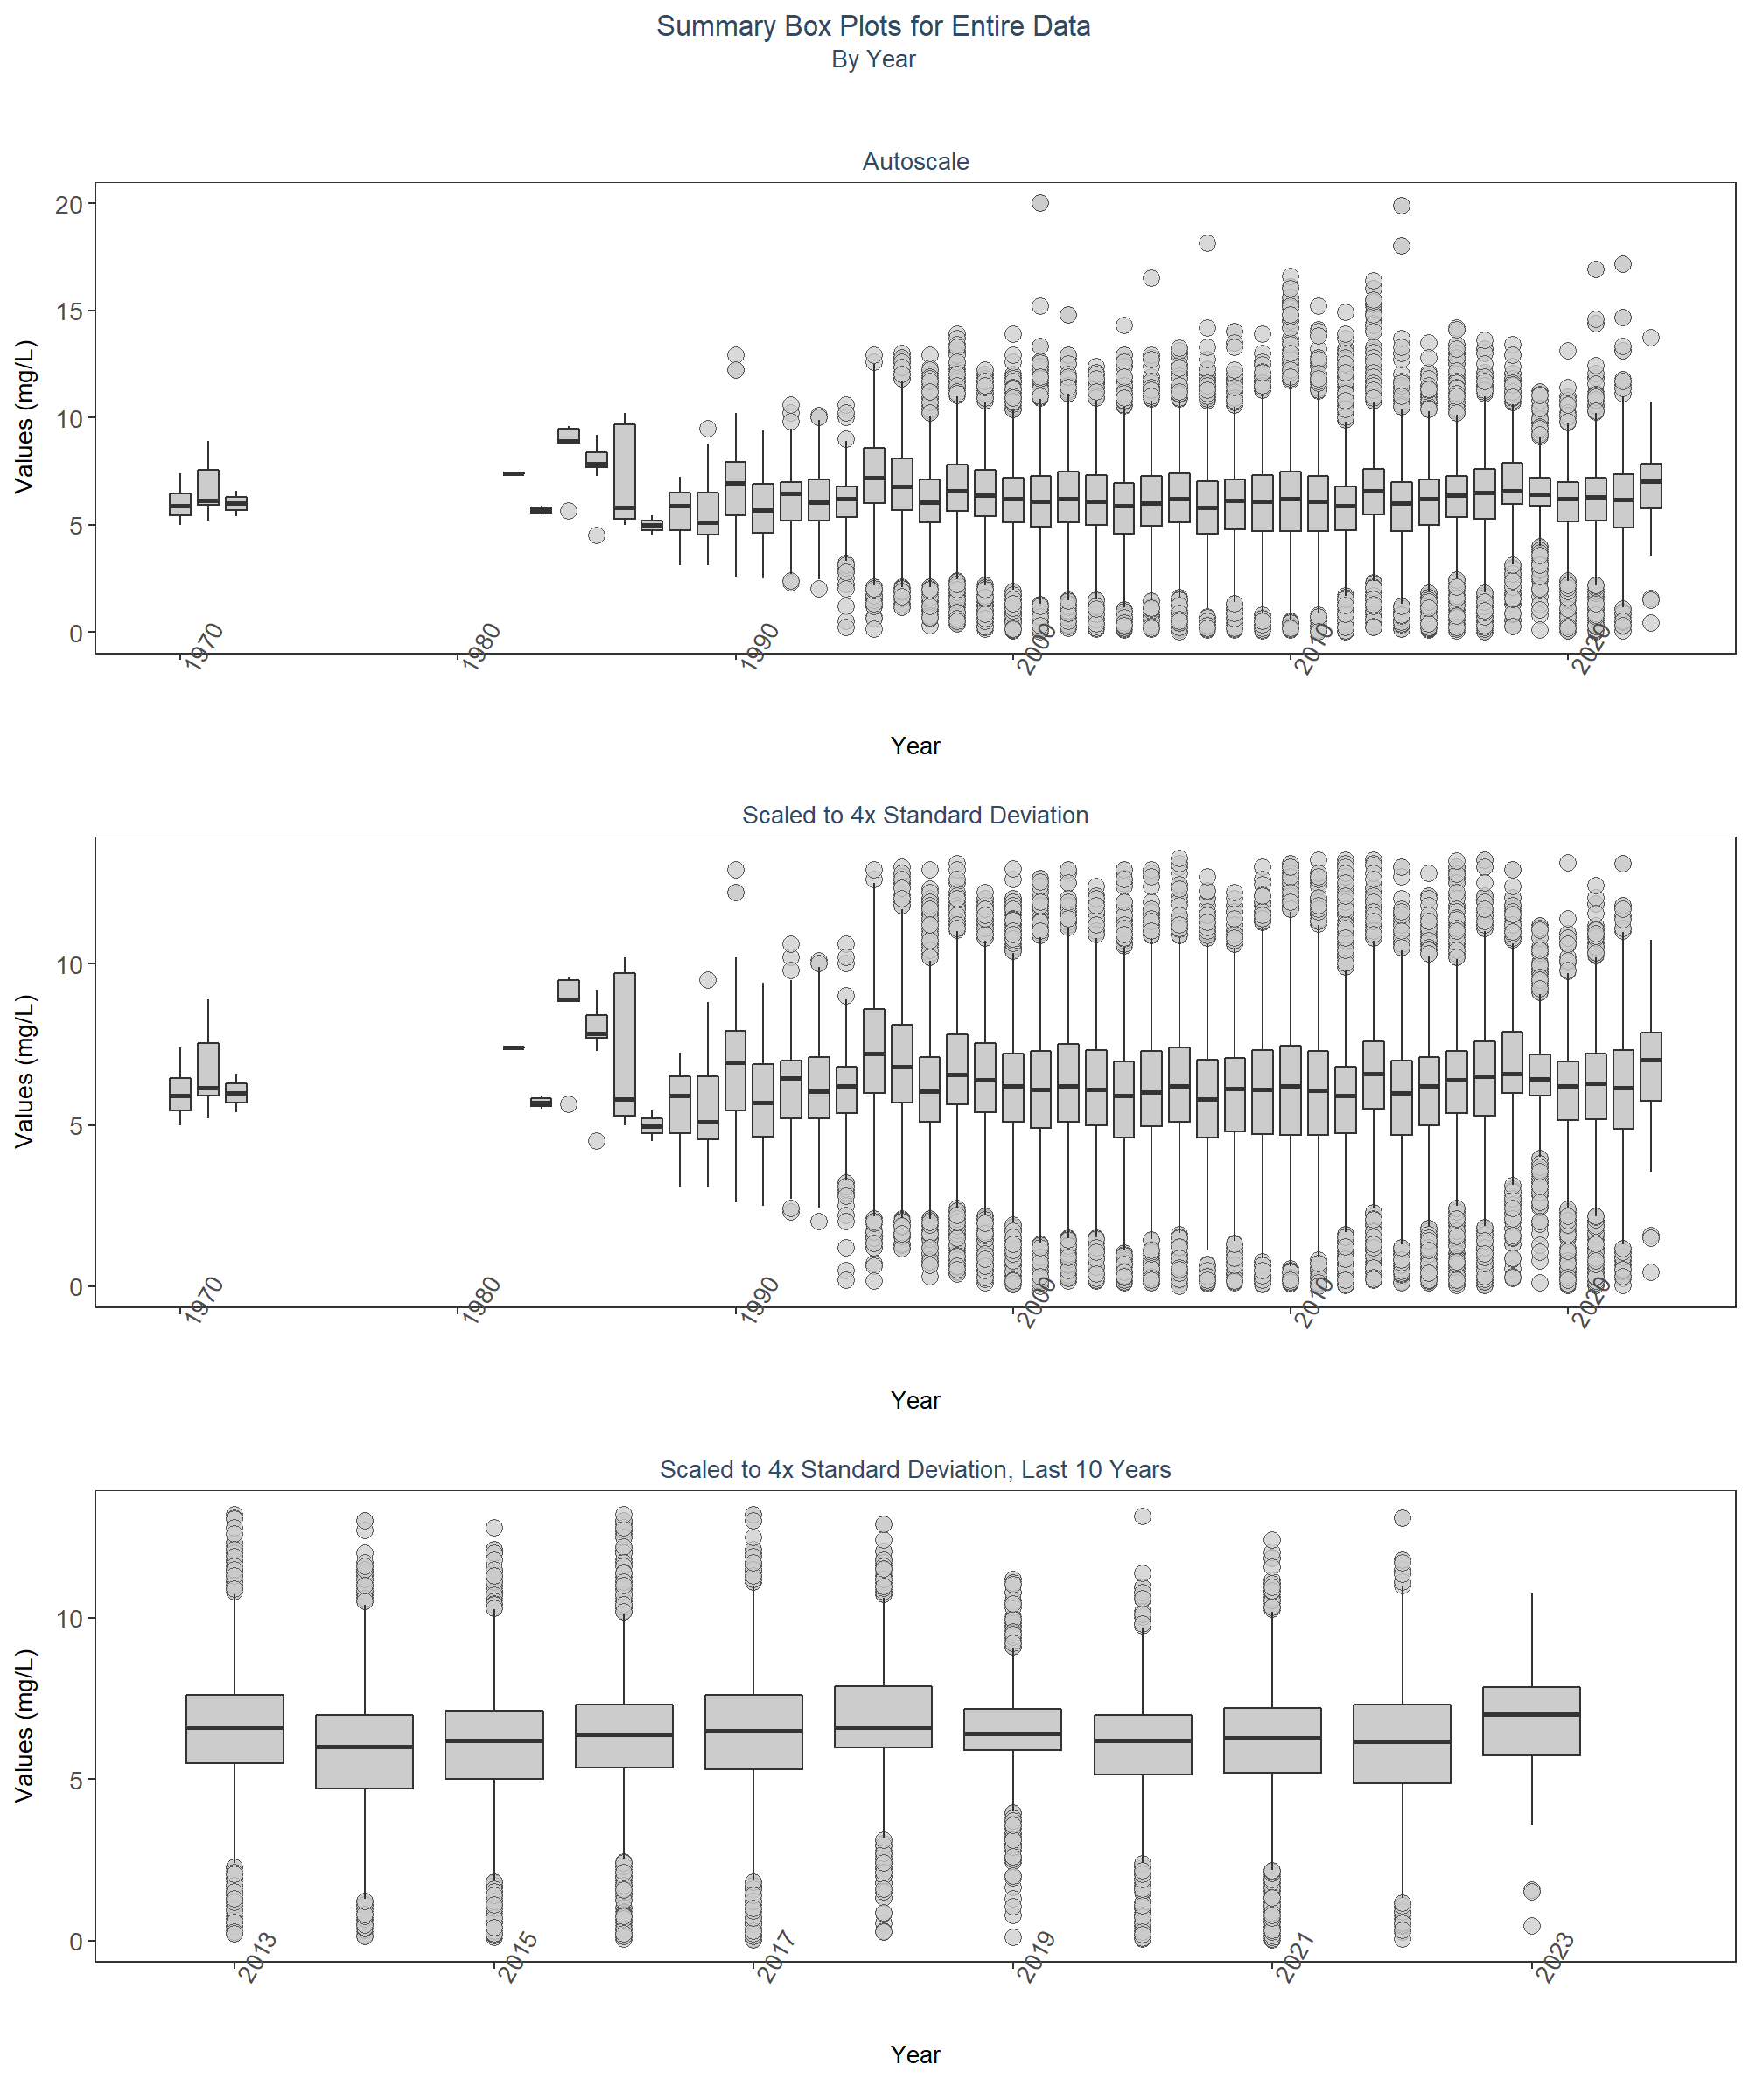 Summary Box Plots for Entire Data
By Year
Autoscale
Values (mg/L)
20
15
10
5
0
1970
1980
1990
2000
2010
2020
Year
Scaled to 4x Standard Deviation
Values (mg/L)
10
5
0
1970
1980
1990
2000
2010
2020
Year
Scaled to 4x Standard Deviation, Last 10 Years
Values (mg/L)
10
5
0
2013
2015
2017
2019
2021
2023
Year